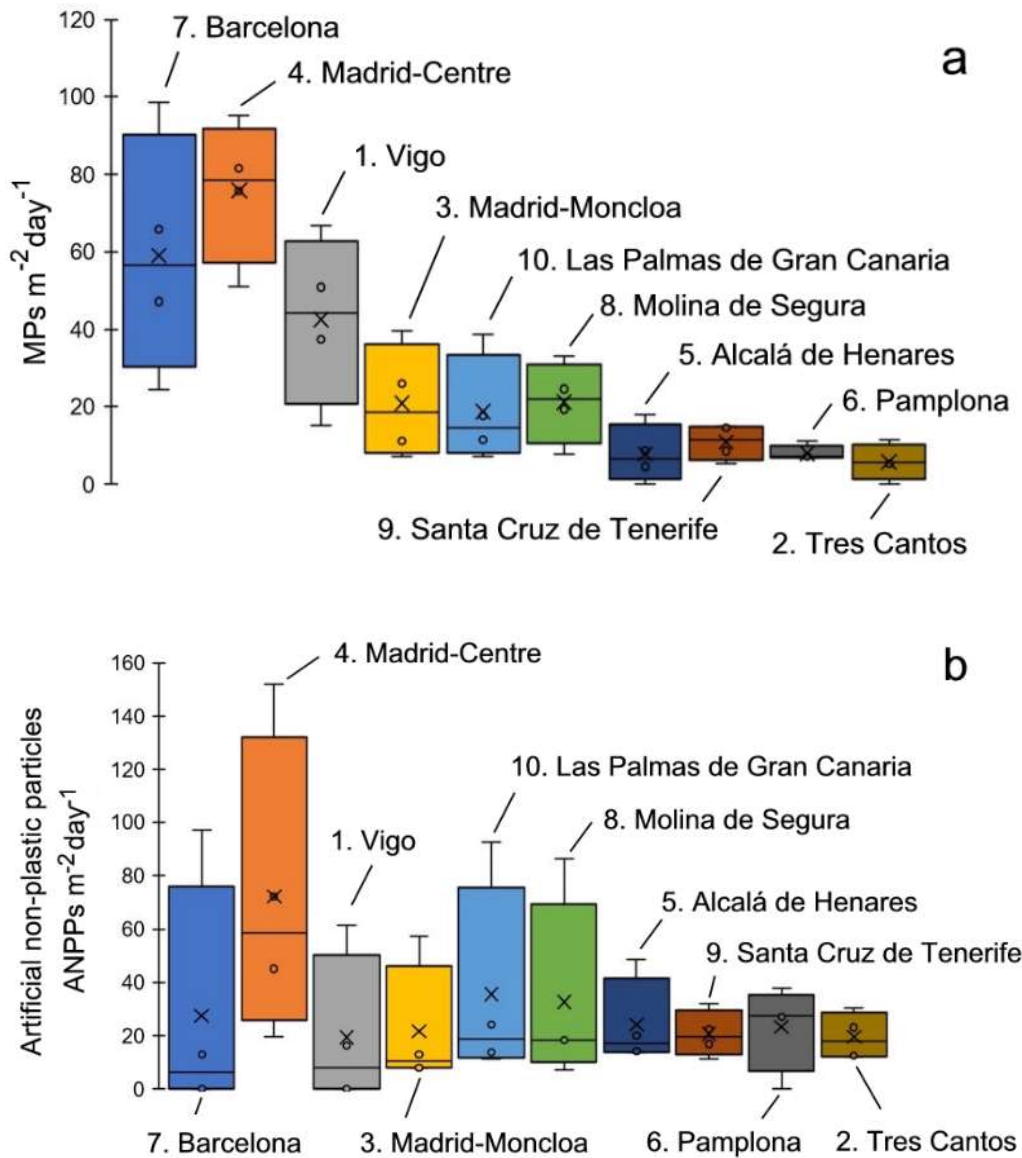 a
120
100
80
60
40
20
0
MPs m⁻² day⁻¹
7. Barcelona
4. Madrid-Centre
1. Vigo
3. Madrid-Moncloa
10. Las Palmas de Gran Canaria
8. Molina de Segura
5. Alcalá de Henares
6. Pamplona
9. Santa Cruz de Tenerife
2. Tres Cantos
b
160
140
120
100
80
60
40
20
0
Artificial non-plastic particles
ANPPs m⁻² day⁻¹
4. Madrid-Centre
10. Las Palmas de Gran Canaria
8. Molina de Segura
1. Vigo
5. Alcalá de Henares
9. Santa Cruz de Tenerife
7. Barcelona
3. Madrid-Moncloa
6. Pamplona
2. Tres Cantos